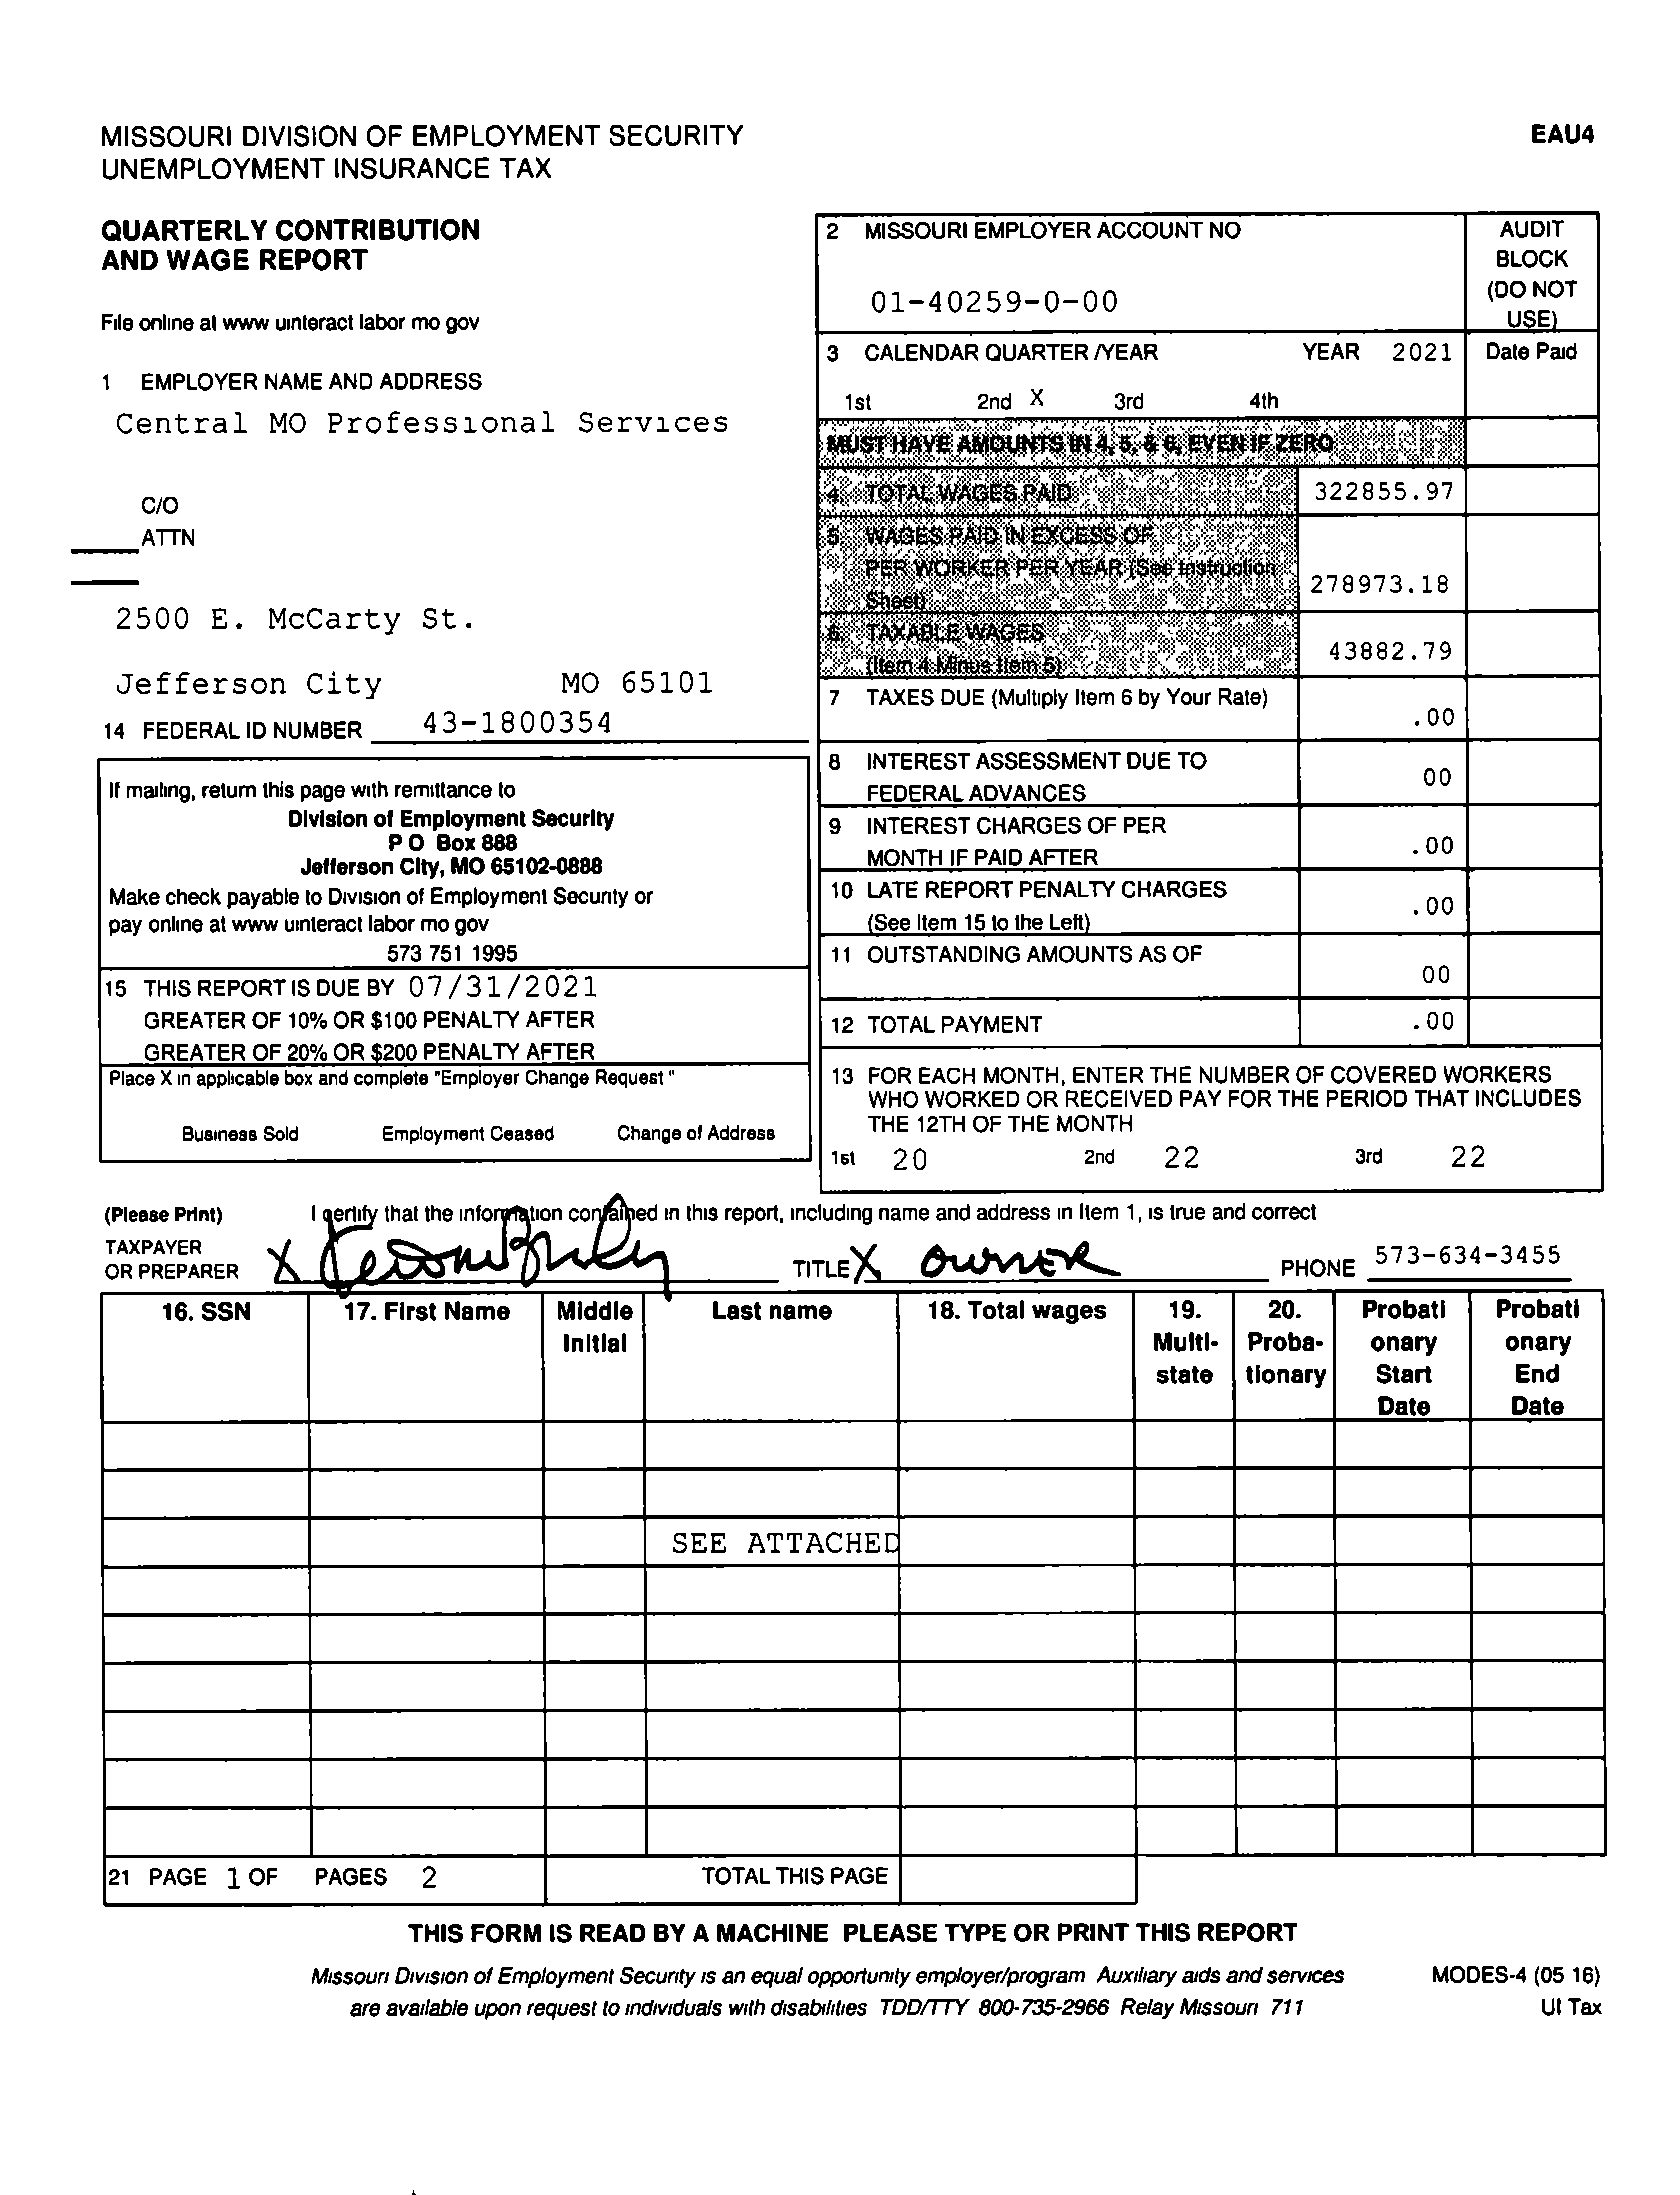 MISSOURI DIVISION OF EMPLOYMENT SECURITY
UNEMPLOYMENT INSURANCE TAX
EAU4
QUARTERLY CONTRIBUTION
AND WAGE REPORT
File online at www uinteract labor mo gov
1 EMPLOYER NAME AND ADDRESS
Central MO Professional Services
C/O
ATTN
2500 E. McCarty St.
Jefferson City MO 65101
14 FEDERAL ID NUMBER 43-1800354
If mailing, return this page with remittance to
Division of Employment Security
P O Box 888
Jefferson City, MO 65102-0888
Make check payable to Division of Employment Security or
pay online at www uinteract labor mo gov
573 751 1995
15 THIS REPORT IS DUE BY 07/31/2021
GREATER OF 10% OR $100 PENALTY AFTER
GREATER OF 20% OR $200 PENALTY AFTER
Place X in applicable box and complete "Employer Change Request"
Business Sold Employment Ceased Change of Address
2 MISSOURI EMPLOYER ACCOUNT NO
01-40259-0-00
AUDIT
BLOCK
(DO NOT
USE)
3 CALENDAR QUARTER /YEAR YEAR 2021 Date Paid
1st 2nd X 3rd 4th
MUST HAVE AMOUNTS IN 4, 5, & 6, EVEN IF ZERO
4. TOTAL WAGES PAID 322855.97
5. WAGES PAID IN EXCESS OF
PER WORKER PER YEAR (See Instruction
Sheet) 278973.18
6. TAXABLE WAGES
(Item 4 Minus Item 5) 43882.79
7 TAXES DUE (Multiply Item 6 by Your Rate) .00
8 INTEREST ASSESSMENT DUE TO
FEDERAL ADVANCES 00
9 INTEREST CHARGES OF PER
MONTH IF PAID AFTER .00
10 LATE REPORT PENALTY CHARGES
(See Item 15 to the Left) .00
11 OUTSTANDING AMOUNTS AS OF
00
12 TOTAL PAYMENT .00
13 FOR EACH MONTH, ENTER THE NUMBER OF COVERED WORKERS
WHO WORKED OR RECEIVED PAY FOR THE PERIOD THAT INCLUDES
THE 12TH OF THE MONTH
1st 20 2nd 22 3rd 22
(Please Print) I certify that the information contained in this report, including name and address in Item 1, is true and correct
TAXPAYER
OR PREPARER X TITLE X OWNER PHONE 573-634-3455
16. SSN 17. First Name Middle Initial Last name 18. Total wages 19. Multi-state 20. Proba-tionary Probati onary Start Date Probati onary End Date
SEE ATTACHED
21 PAGE 1 OF PAGES 2 TOTAL THIS PAGE
THIS FORM IS READ BY A MACHINE PLEASE TYPE OR PRINT THIS REPORT
Missouri Division of Employment Security is an equal opportunity employer/program Auxiliary aids and services
are available upon request to individuals with disabilities TDD/TTY 800-735-2966 Relay Missouri 711
MODES-4 (05 16)
UI Tax